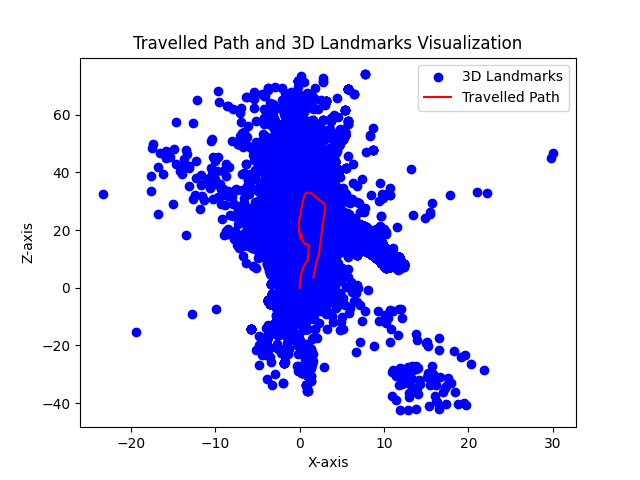 Travelled Path and 3D Landmarks Visualization
3D Landmarks
Travelled Path
Z-axis
60
40
20
0
−20
−40
−20
−10
0
10
20
30
X-axis